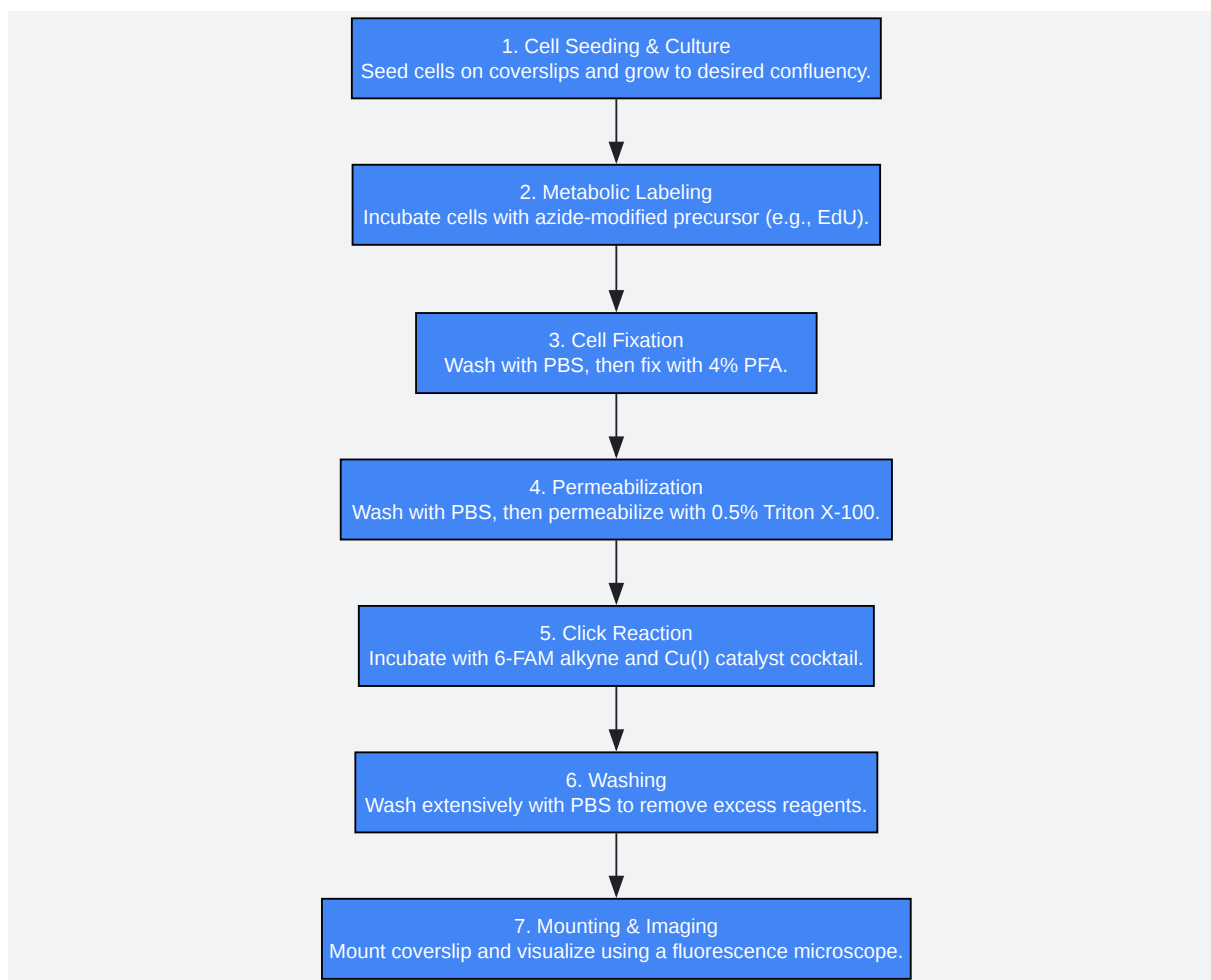 1. Cell Seeding & Culture
Seed cells on coverslips and grow to desired confluency.
2. Metabolic Labeling
Incubate cells with azide-modified precursor (e.g., EdU).
3. Cell Fixation
Wash with PBS, then fix with 4% PFA.
4. Permeabilization
Wash with PBS, then permeabilize with 0.5% Triton X-100.
5. Click Reaction
Incubate with 6-FAM alkyne and Cu(I) catalyst cocktail.
6. Washing
Wash extensively with PBS to remove excess reagents.
7. Mounting & Imaging
Mount coverslip and visualize using a fluorescence microscope.